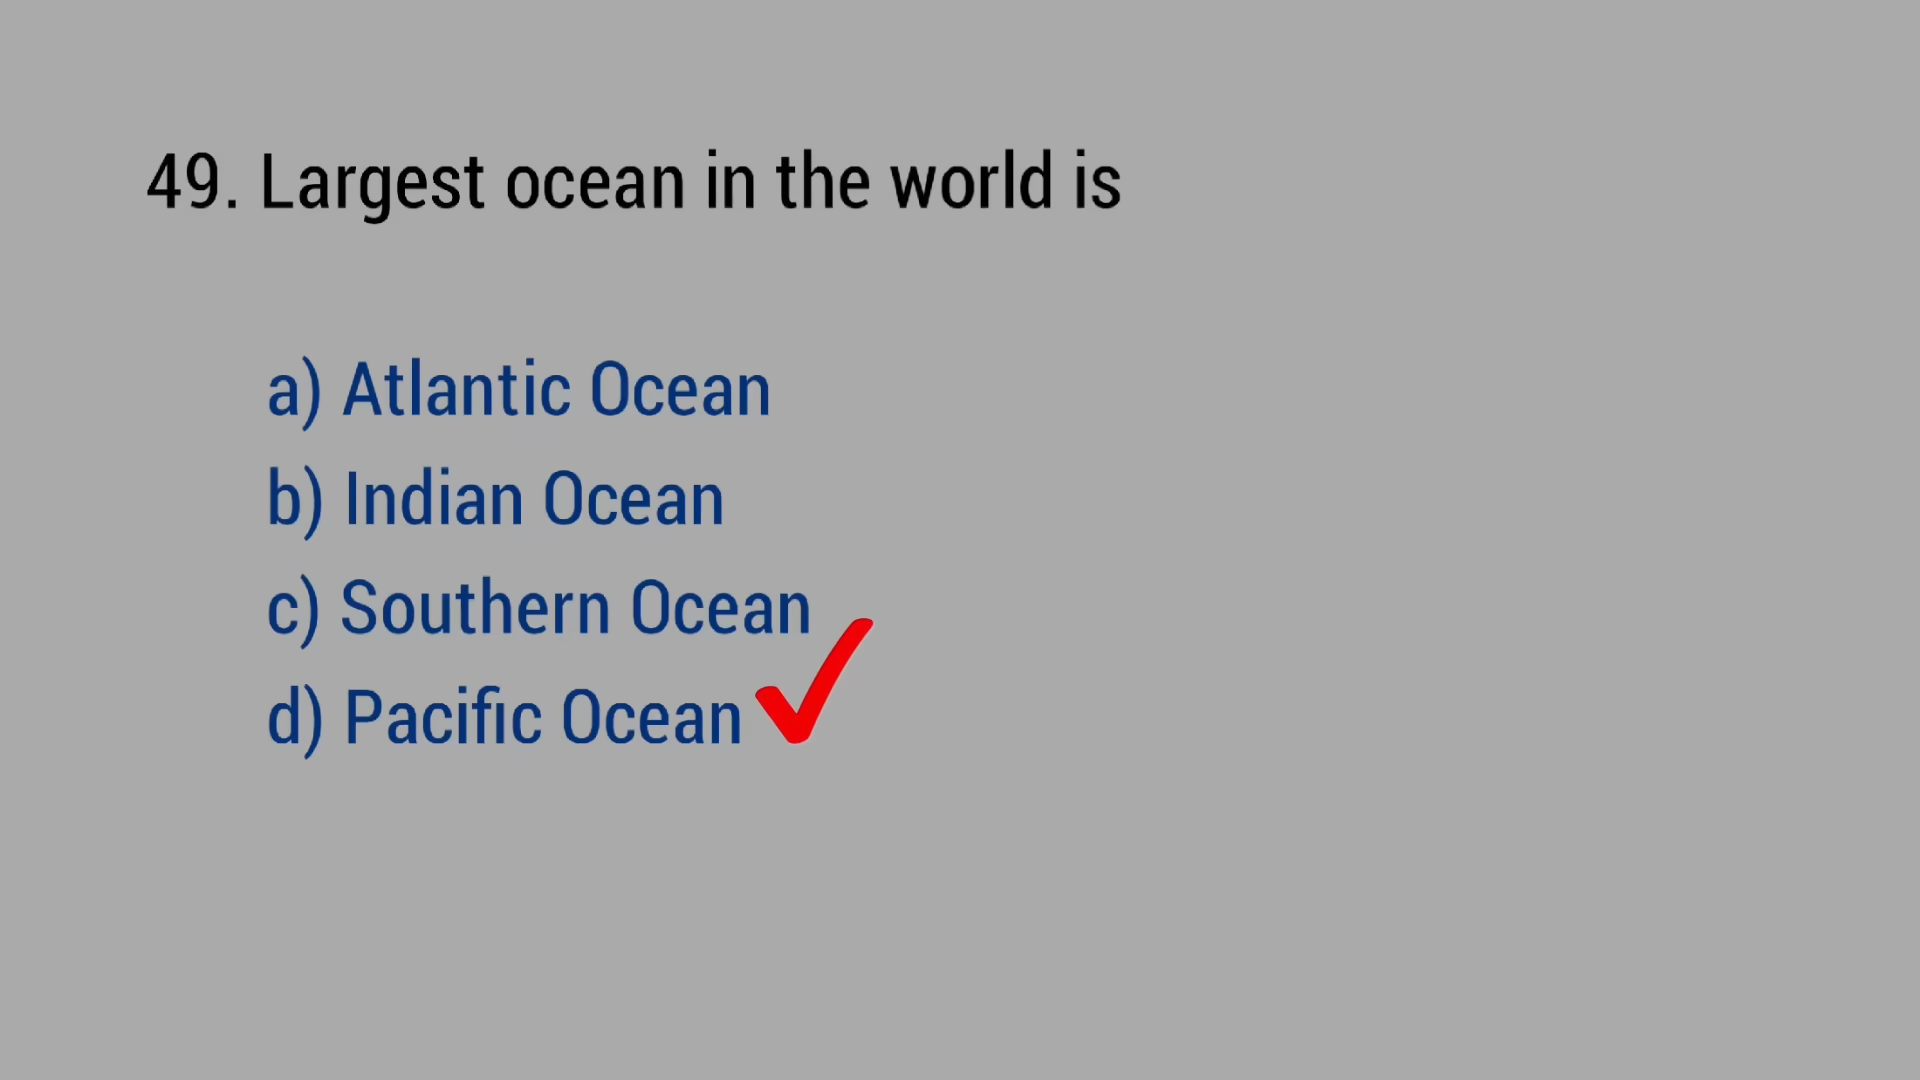 49. Largest ocean in the world is
a) Atlantic Ocean
b) Indian Ocean
c) Southern Ocean
d) Pacific Ocean